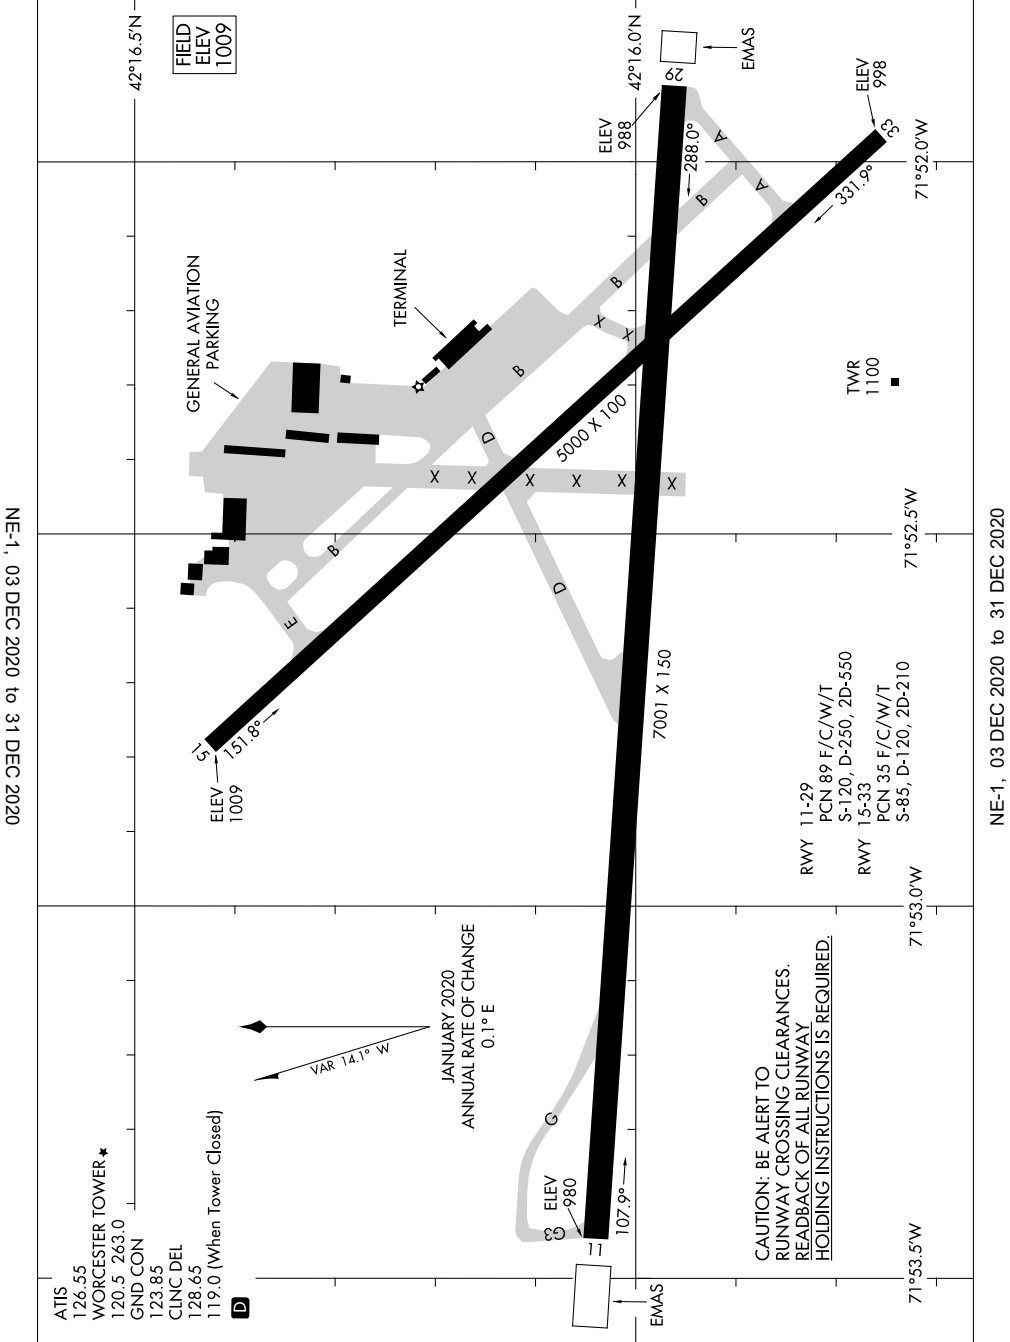 ATIS
126.55
WORCESTER TOWER★
120.5 263.0
GND CON
123.85
CLNC DEL
128.65
119.0 (When Tower Closed)
D
FIELD
ELEV
1009
42°16.5'N
42°16.0'N
71°52.0'W
71°52.5'W
71°53.0'W
71°53.5'W
GENERAL AVIATION
PARKING
TERMINAL
TWR
1100
EMAS
29
ELEV
988
288.0°
ELEV
998
33
331.9°
A
A
B
B
X
X
B
D
5000 X 100
X
X
X
X
X
X
B
D
E
15
151.8°
ELEV
1009
7001 X 150
VAR 14.1° W
JANUARY 2020
ANNUAL RATE OF CHANGE
0.1° E
G
G3
ELEV
980
11
107.9°
EMAS
RWY 11-29
PCN 89 F/C/W/T
S-120, D-250, 2D-550
RWY 15-33
PCN 35 F/C/W/T
S-85, D-120, 2D-210
CAUTION: BE ALERT TO
RUNWAY CROSSING CLEARANCES.
READBACK OF ALL RUNWAY
HOLDING INSTRUCTIONS IS REQUIRED.
NE-1, 03 DEC 2020 to 31 DEC 2020
NE-1, 03 DEC 2020 to 31 DEC 2020